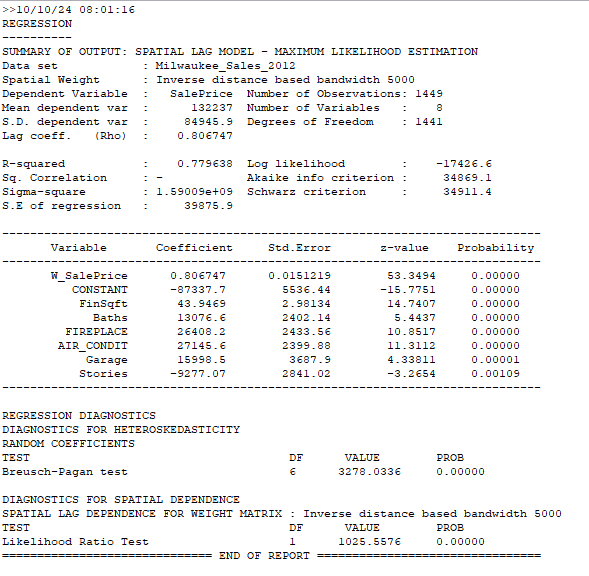 >>10/10/24 08:01:16
REGRESSION
----------
SUMMARY OF OUTPUT: SPATIAL LAG MODEL - MAXIMUM LIKELIHOOD ESTIMATION
Data set            : Milwaukee_Sales_2012
Spatial Weight      : Inverse distance based bandwidth 5000
Dependent Variable  :   SalePrice  Number of Observations: 1449
Mean dependent var  :      132237  Number of Variables   :    8
S.D. dependent var  :     84945.9  Degrees of Freedom    : 1441
Lag coeff.   (Rho)  :    0.806747

R-squared           :    0.779638  Log likelihood        :    -17426.6
Sq. Correlation     : -            Akaike info criterion :     34869.1
Sigma-square        : 1.59009e+09  Schwarz criterion     :     34911.4
S.E of regression   :     39875.9

-----------------------------------------------------------------------------
       Variable       Coefficient     Std.Error       z-value    Probability
-----------------------------------------------------------------------------
       W_SalePrice      0.806747      0.0151219       53.3494     0.00000
          CONSTANT      -87337.7        5536.44      -15.7751     0.00000
           FinSqft       43.9469        2.98134       14.7407     0.00000
             Baths       13076.6        2402.14        5.4437     0.00000
         FIREPLACE       26408.2        2433.56       10.8517     0.00000
        AIR_CONDIT       27145.6        2399.88       11.3112     0.00000
            Garage       15998.5         3687.9       4.33811     0.00001
           Stories      -9277.07        2841.02       -3.2654     0.00109
-----------------------------------------------------------------------------

REGRESSION DIAGNOSTICS
DIAGNOSTICS FOR HETEROSKEDASTICITY
RANDOM COEFFICIENTS
TEST                                     DF      VALUE        PROB
Breusch-Pagan test                       6     3278.0336     0.00000

DIAGNOSTICS FOR SPATIAL DEPENDENCE
SPATIAL LAG DEPENDENCE FOR WEIGHT MATRIX : Inverse distance based bandwidth 5000
TEST                                     DF      VALUE        PROB
Likelihood Ratio Test                    1     1025.5576     0.00000
============================== END OF REPORT ================================